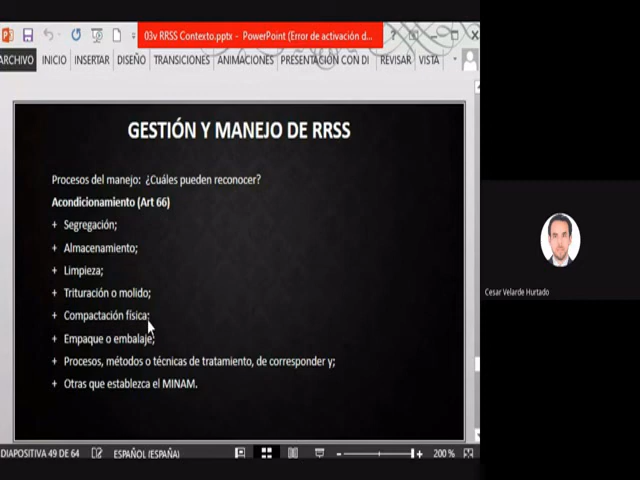 03v RRSS Contexto.pptx - PowerPoint (Error de activación d...
ARCHIVO INICIO INSERTAR DISEÑO TRANSICIONES ANIMACIONES PRESENTACIÓN CON DI REVISAR VISTA
GESTIÓN Y MANEJO DE RRSS
Procesos del manejo: ¿Cuáles pueden reconocer?
Acondicionamiento (Art 66)
+ Segregación;
+ Almacenamiento;
+ Limpieza;
+ Trituración o molido;
+ Compactación física;
+ Empaque o embalaje;
+ Procesos, métodos o técnicas de tratamiento, de corresponder y;
+ Otras que establezca el MINAM.
Cesar Velarde Hurtado
DIAPOSITIVA 49 DE 64 ESPAÑOL (ESPAÑA) 200 %